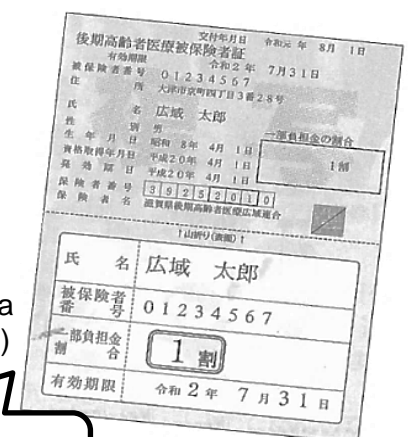 交付年月日 令和元年 8月 1日
後期高齢者医療被保険者証
有効期限 令和2年 7月31日
被保険者番号 01234567
住所 大津市京町四丁目3番28号
氏名 広域 太郎
性別 男
生年月日 昭和 8年 4月 1日
資格取得年月日 平成20年 4月 1日
発効期日 平成20年 4月 1日
一部負担金の割合
1割
保険者番号 39252010
保険者名 滋賀県後期高齢者医療広域連合
↑山折り(表面)↑
氏名 広域 太郎
被保険者番号 01234567
一部負担金割合 1割
有効期限 令和2年 7月31日
a
)